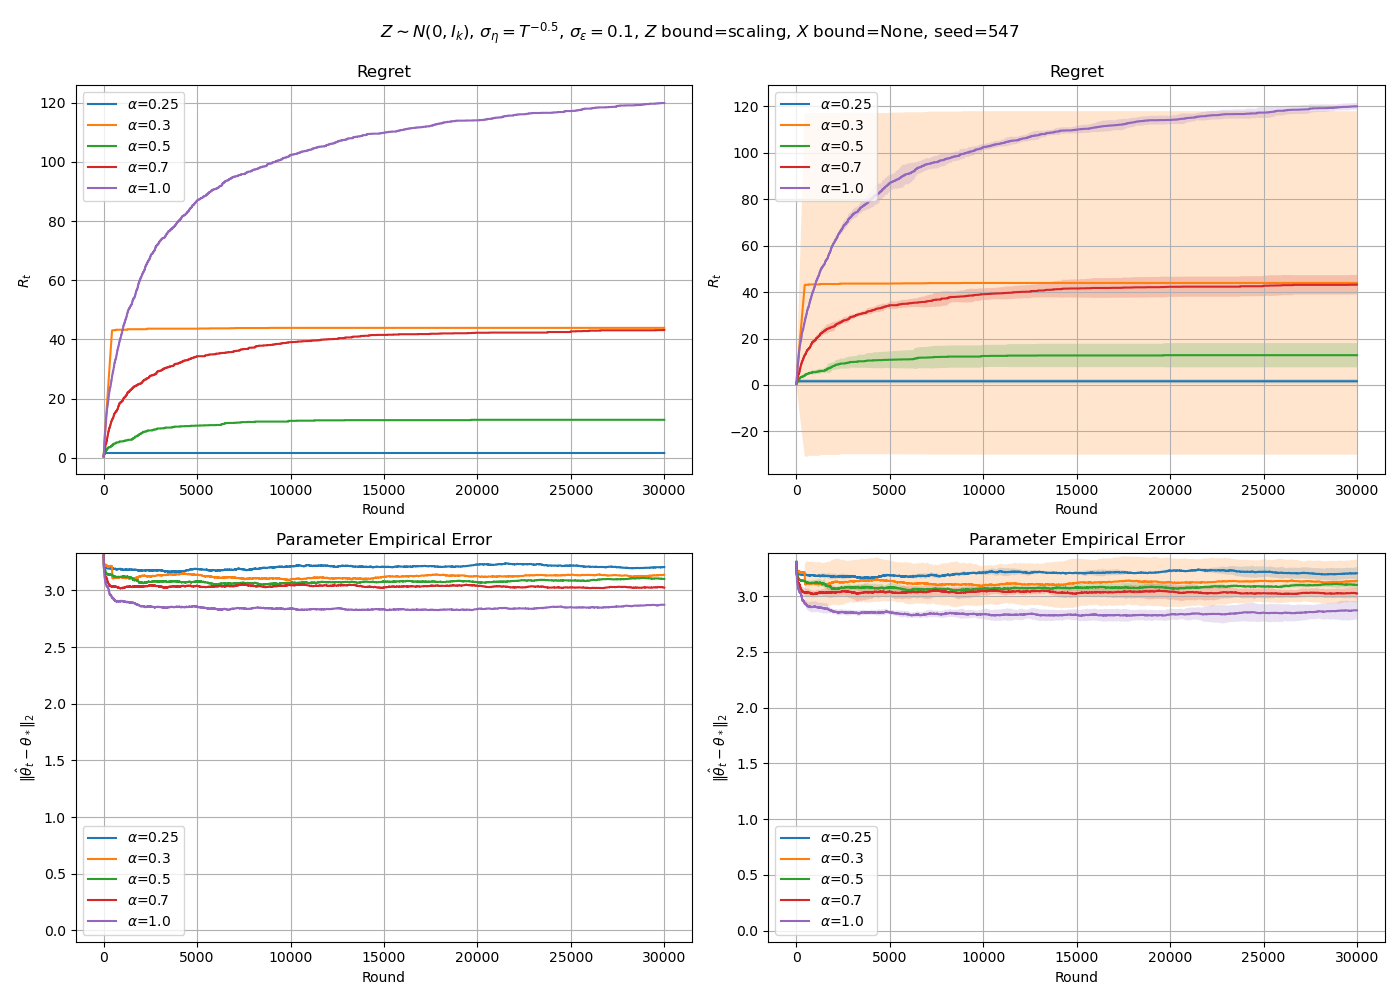 Z ∼ N(0, I_k), σ_η = T^{−0.5}, σ_ε = 0.1, Z bound=scaling, X bound=None, seed=547
Regret
R_t
120
100
80
60
40
20
0
α=0.25
α=0.3
α=0.5
α=0.7
α=1.0
0 5000 10000 15000 20000 25000 30000
Round
Regret
R_t
120
100
80
60
40
20
0
−20
α=0.25
α=0.3
α=0.5
α=0.7
α=1.0
0 5000 10000 15000 20000 25000 30000
Round
Parameter Empirical Error
‖θ̂_t − θ_*‖_2
3.0
2.5
2.0
1.5
1.0
0.5
0.0
α=0.25
α=0.3
α=0.5
α=0.7
α=1.0
0 5000 10000 15000 20000 25000 30000
Round
Parameter Empirical Error
‖θ̂_t − θ_*‖_2
3.0
2.5
2.0
1.5
1.0
0.5
0.0
α=0.25
α=0.3
α=0.5
α=0.7
α=1.0
0 5000 10000 15000 20000 25000 30000
Round